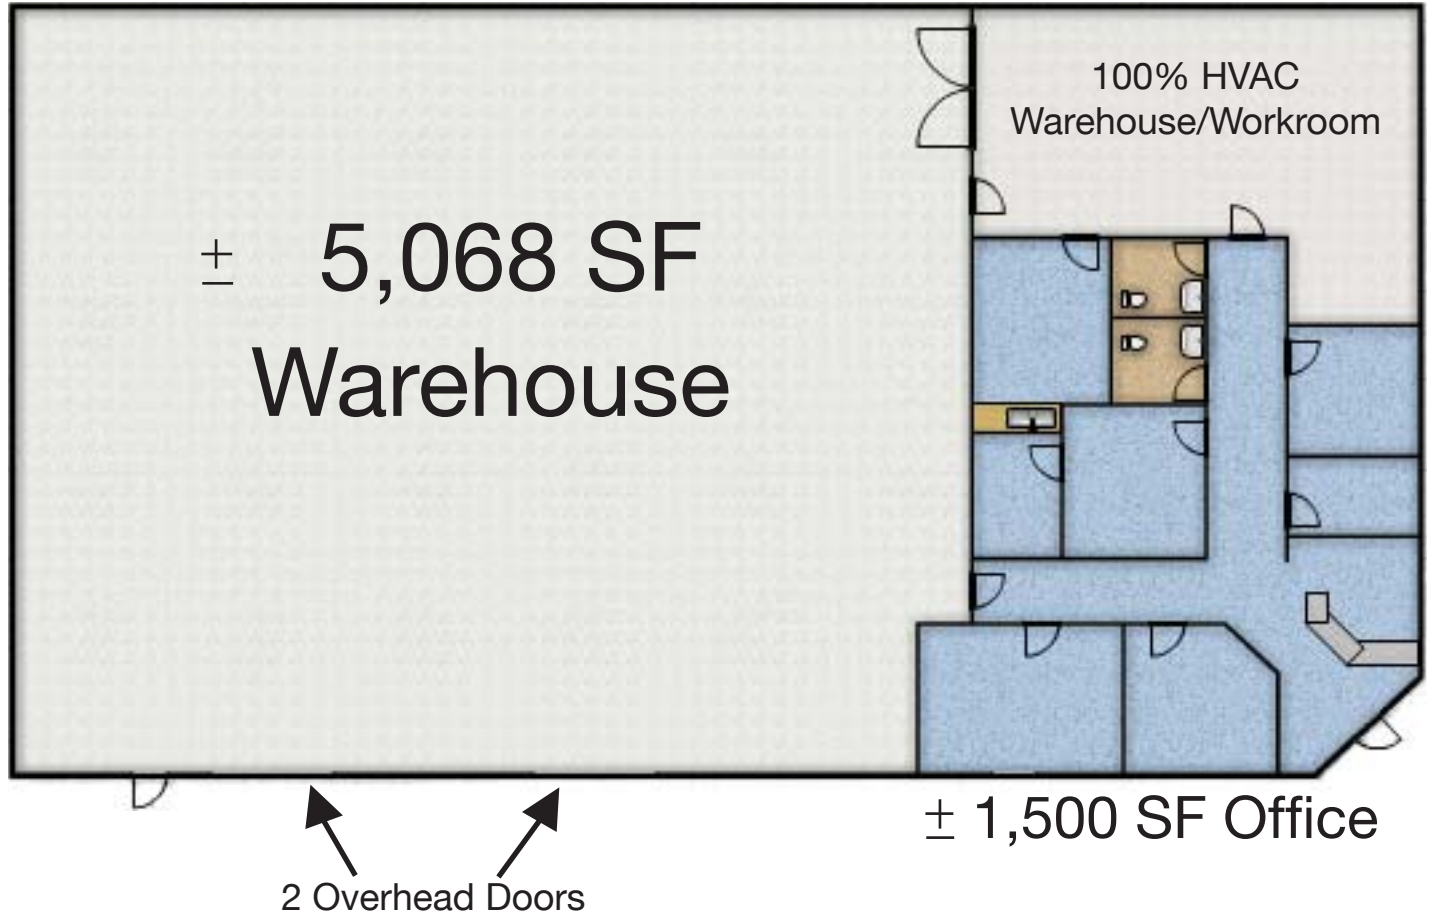 100% HVAC
Warehouse/Workroom
± 5,068 SF
Warehouse
± 1,500 SF Office
2 Overhead Doors